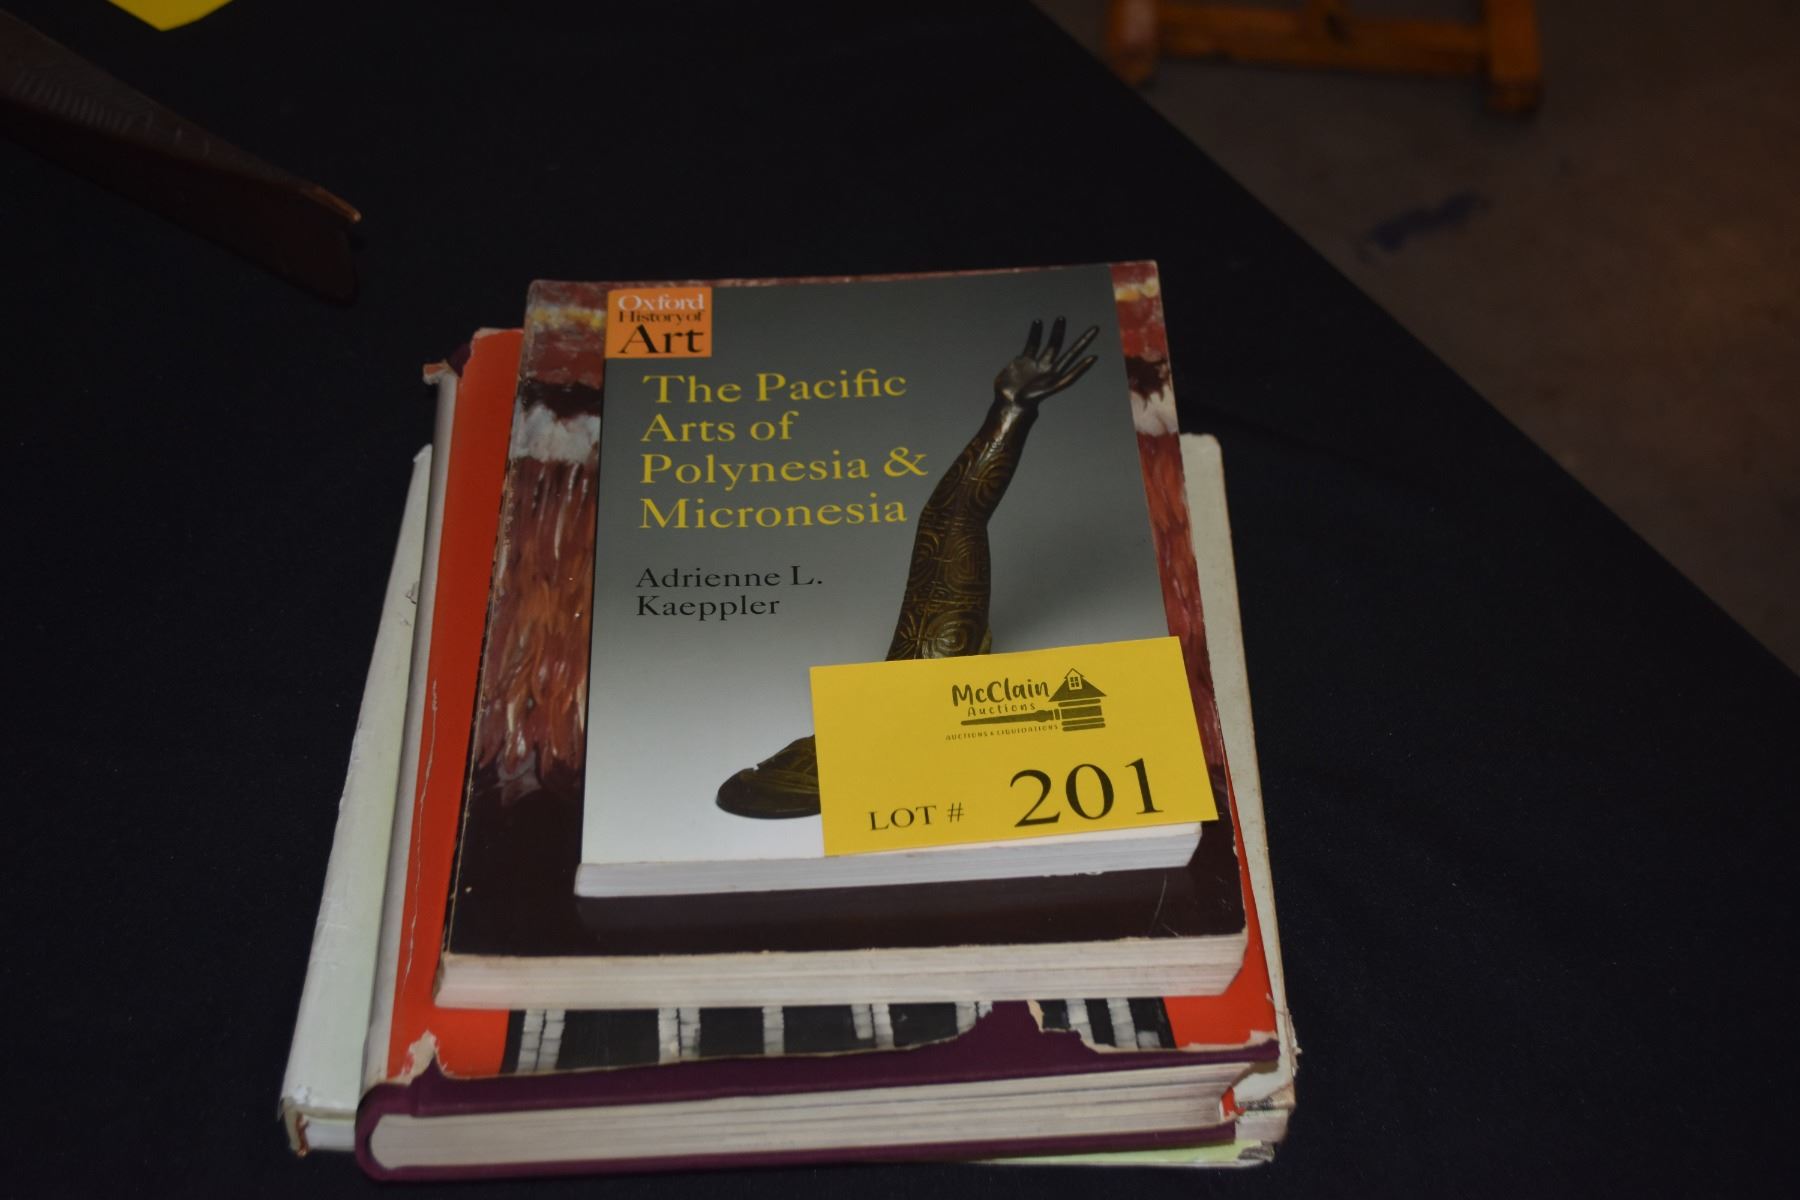 Oxford
History of
Art
The Pacific
Arts of
Polynesia &
Micronesia
Adrienne L.
Kaeppler
McClain
Auctions
AUCTIONS & LIQUIDATIONS
LOT # 201